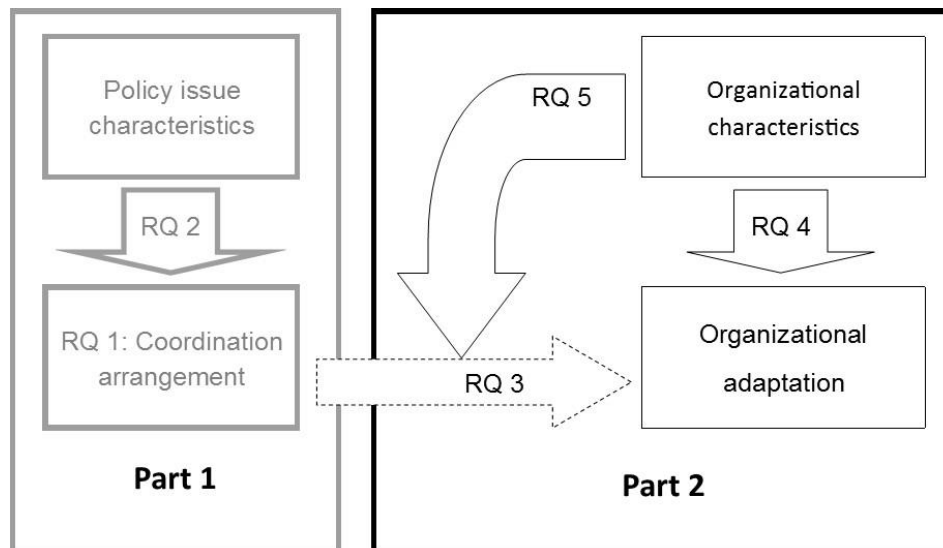 Policy issue
characteristics
RQ 2
RQ 1: Coordination
arrangement
Part 1
RQ 5
Organizational
characteristics
RQ 4
RQ 3
Organizational
adaptation
Part 2